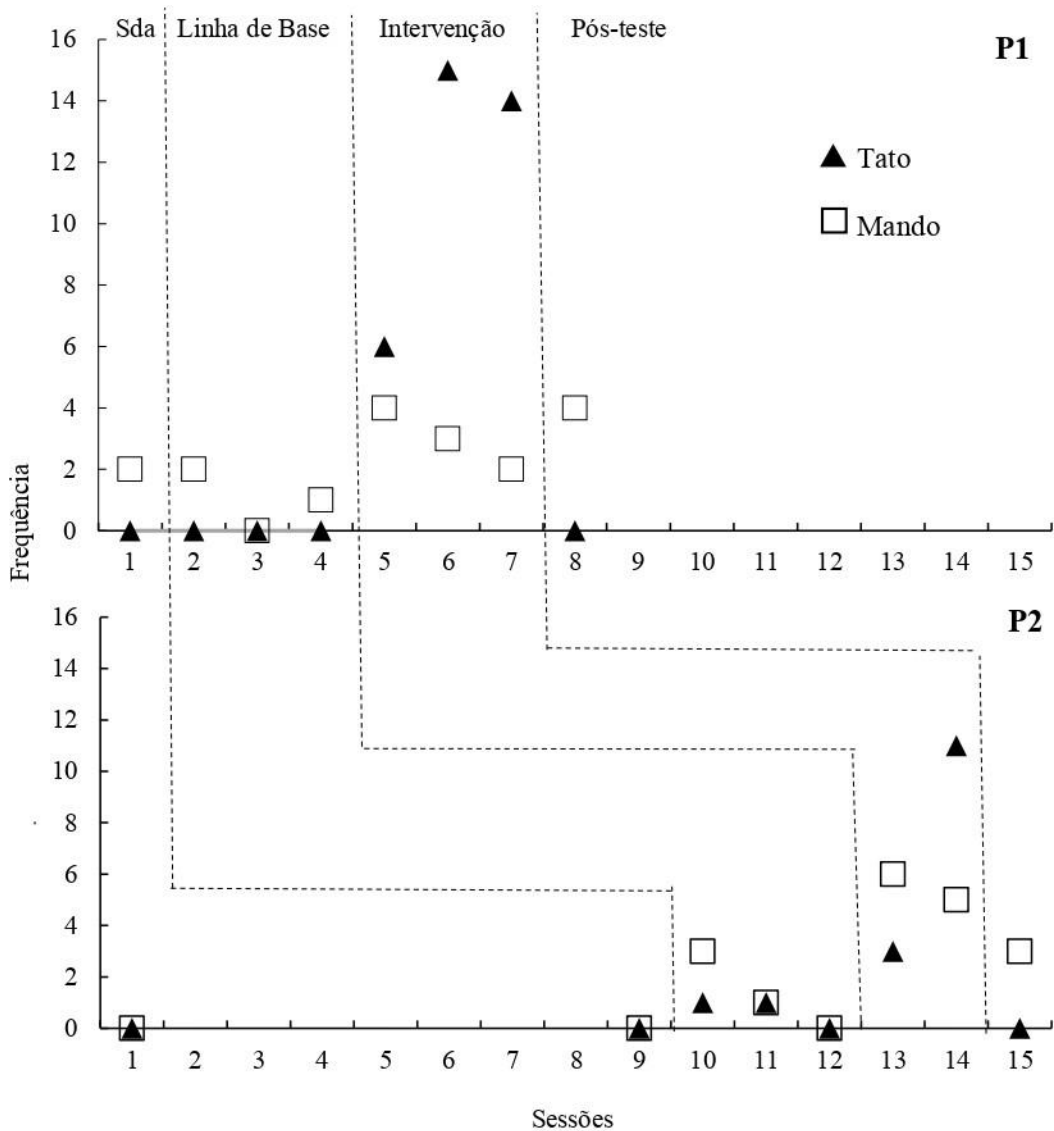 Sda Linha de Base Intervenção Pós-teste
P1
16
14
12
10
8
6
4
2
0
Tato
Mando
1 2 3 4 5 6 7 8 9 10 11 12 13 14 15
Frequência
P2
16
14
12
10
8
6
4
2
0
1 2 3 4 5 6 7 8 9 10 11 12 13 14 15
Sessões